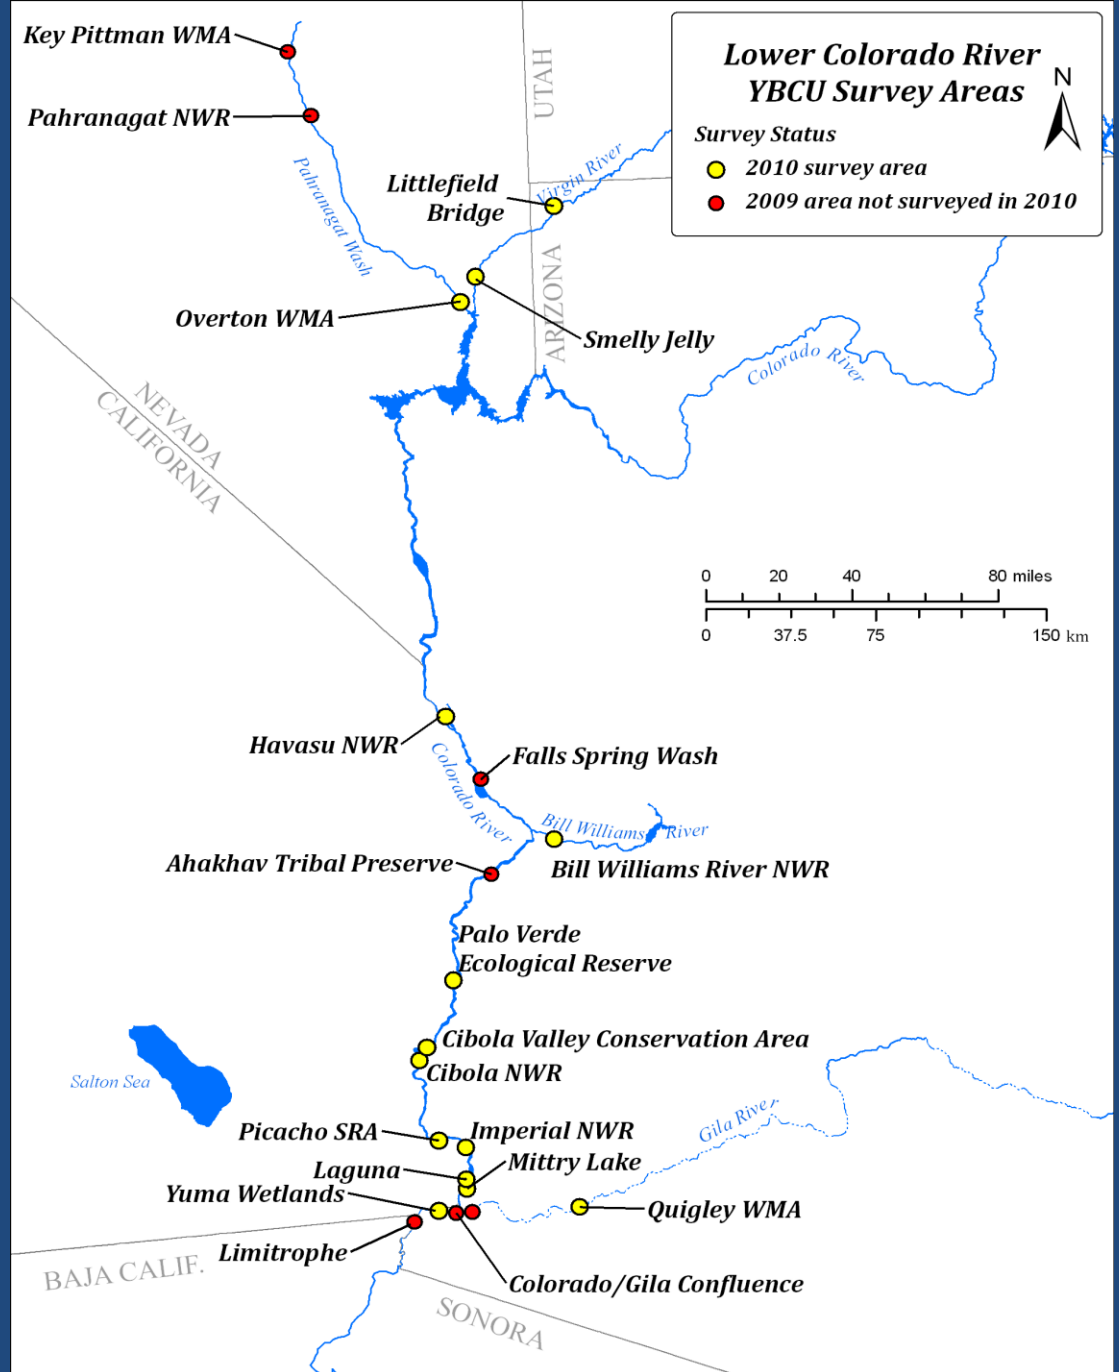 Key Pittman WMA
Pahranagat NWR
Pahranagat Wash
UTAH
Lower Colorado River
YBCU Survey Areas
N
Survey Status
2010 survey area
2009 area not surveyed in 2010
Littlefield
Bridge
Virgin River
ARIZONA
Overton WMA
Smelly Jelly
Colorado River
NEVADA
CALIFORNIA
0 20 40 80 miles
0 37.5 75 150 km
Havasu NWR
Colorado River
Falls Spring Wash
Bill Williams River
Ahakhav Tribal Preserve
Bill Williams River NWR
Palo Verde
Ecological Reserve
Cibola Valley Conservation Area
Cibola NWR
Salton Sea
Gila River
Picacho SRA
Imperial NWR
Laguna
Mittry Lake
Yuma Wetlands
Quigley WMA
Limitrophe
Colorado/Gila Confluence
BAJA CALIF.
SONORA